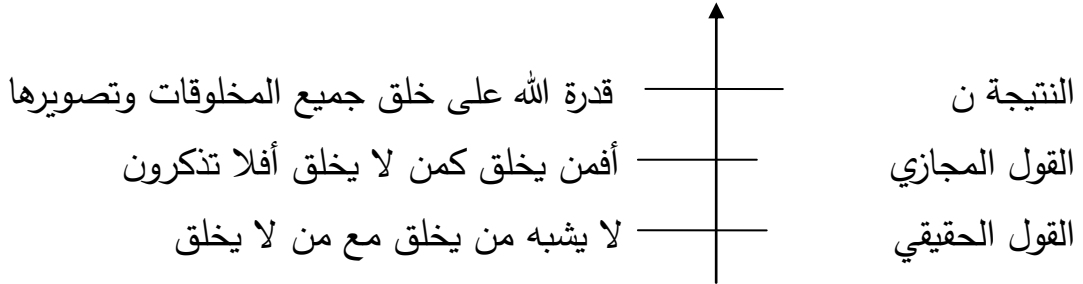 النتيجة ن قدرة الله على خلق جميع المخلوقات وتصويرها
القول المجازي أفمن يخلق كمن لا يخلق أفلا تذكرون
القول الحقيقي لا يشبه من يخلق مع من لا يخلق